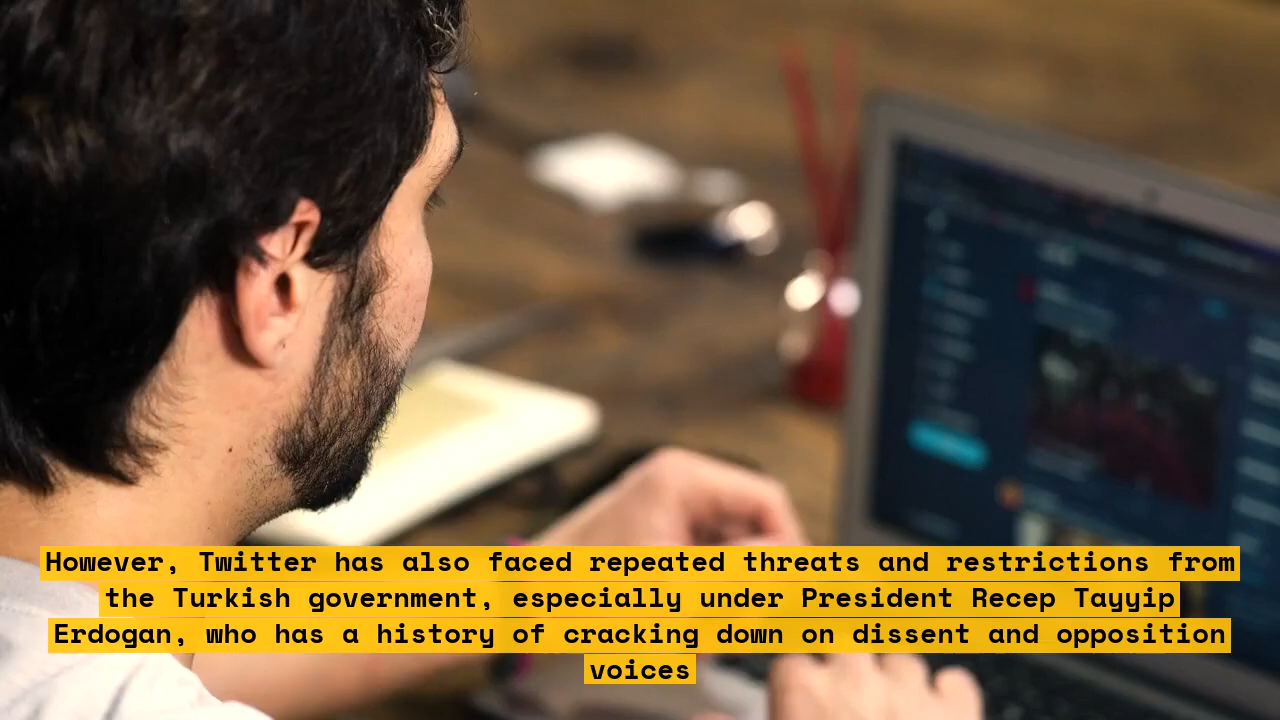 However, Twitter has also faced repeated threats and restrictions from
the Turkish government, especially under President Recep Tayyip
Erdogan, who has a history of cracking down on dissent and opposition
voices